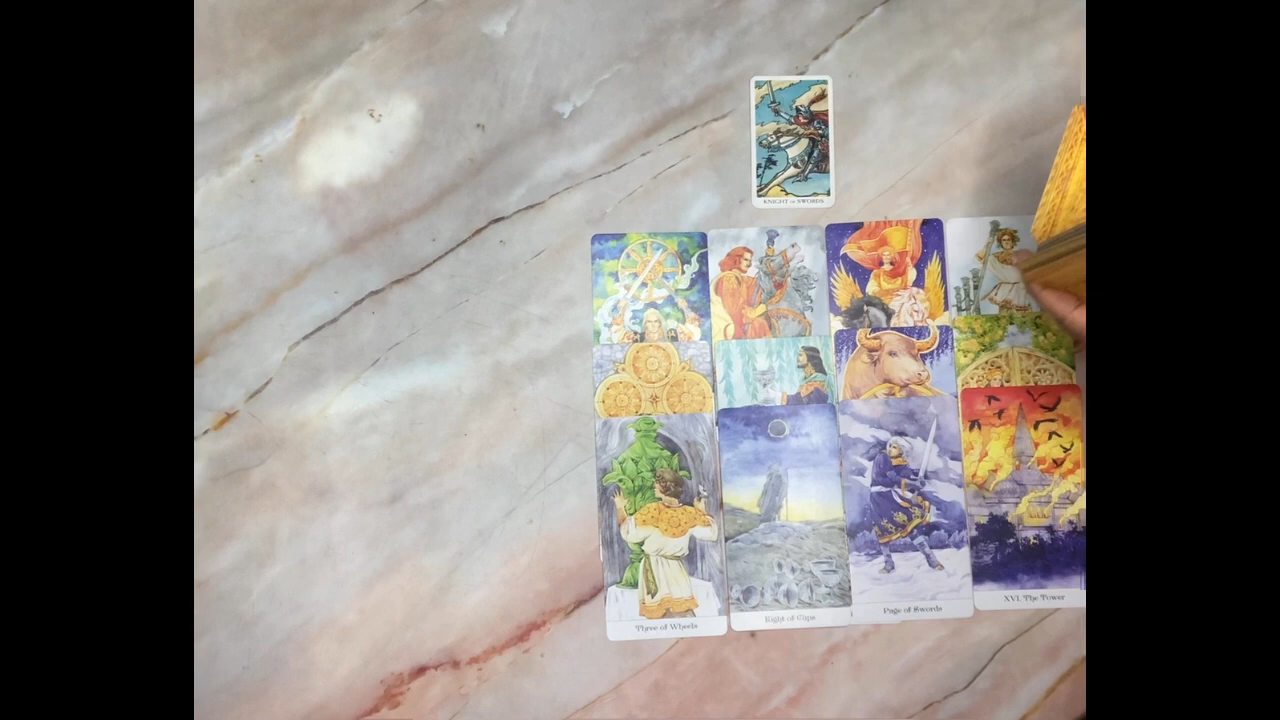 KNIGHT OF SWORDS
Three of Wheels
Eight of Cups
Page of Swords
XVI. The Tower